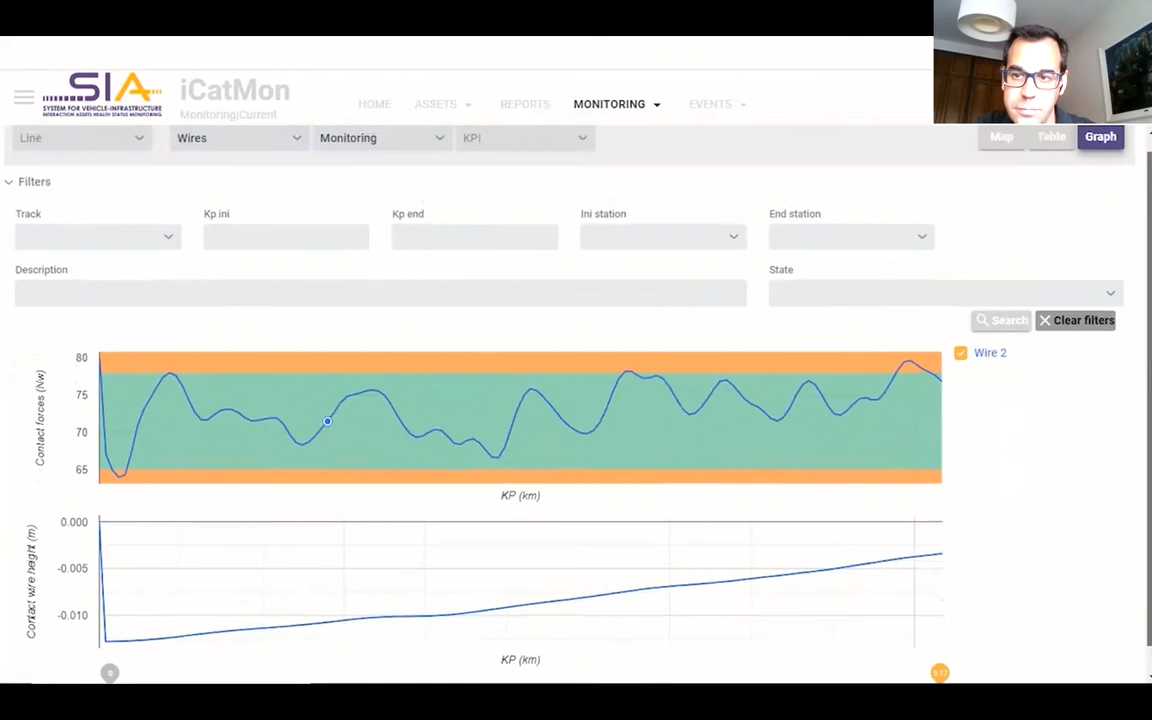 SIA
SYSTEM FOR VEHICLE-INFRASTRUCTURE
INTERACTION ASSETS HEALTH STATUS MONITORING
iCatMon
Monitoring|Current
HOME
ASSETS
REPORTS
MONITORING
EVENTS
Line
Wires
Monitoring
KPI
Map
Table
Graph
Filters
Track
Kp ini
Kp end
Ini station
End station
Description
State
Search
Clear filters
Contact forces (Nw)
80
75
70
65
KP (km)
Wire 2
Contact wire height (m)
0.000
-0.005
-0.010
KP (km)
0